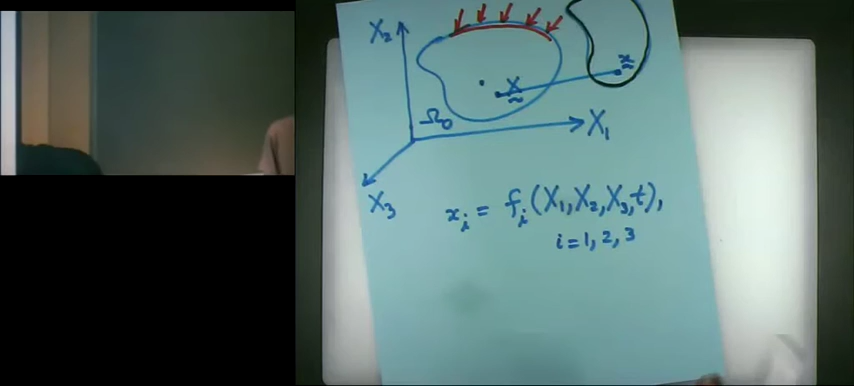 X₂
X
x
Ω₀
X₁
X₃
xᵢ = fᵢ(X₁, X₂, X₃, t),
i = 1, 2, 3